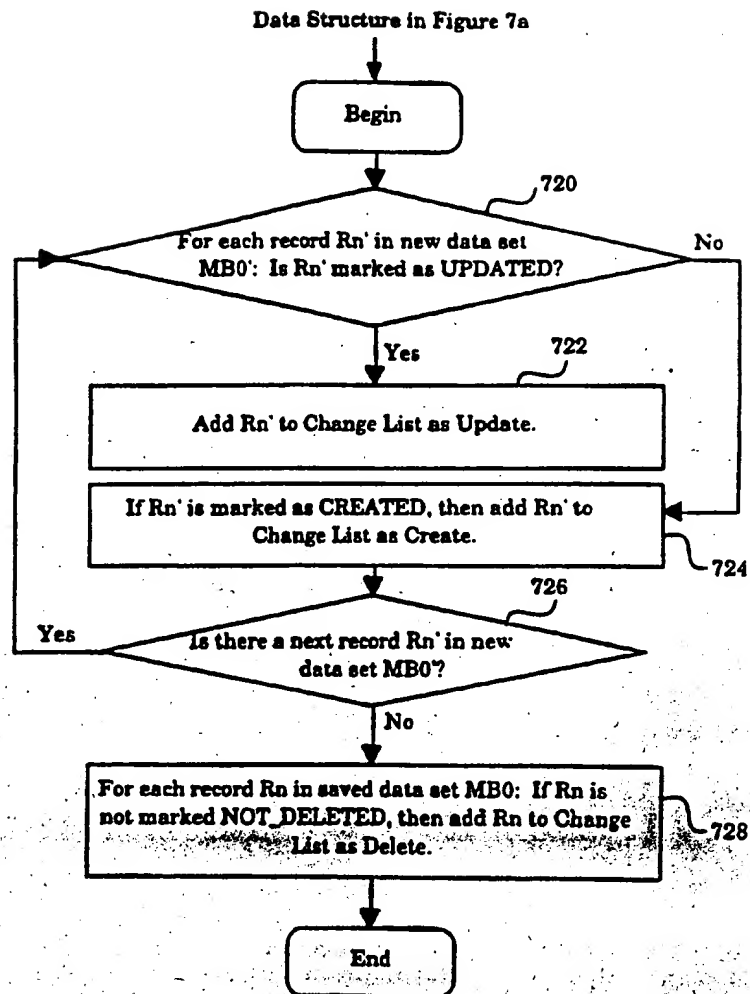 Data Structure in Figure 7a
Begin
720
For each record Rn' in new data set
MB0': Is Rn' marked as UPDATED?
No
Yes
722
Add Rn' to Change List as Update.
If Rn' is marked as CREATED, then add Rn' to
Change List as Create.
724
726
Yes
Is there a next record Rn' in new
data set MB0'?
No
For each record Rn in saved data set MB0: If Rn is
not marked NOT_DELETED, then add Rn to Change
List as Delete.
728
End